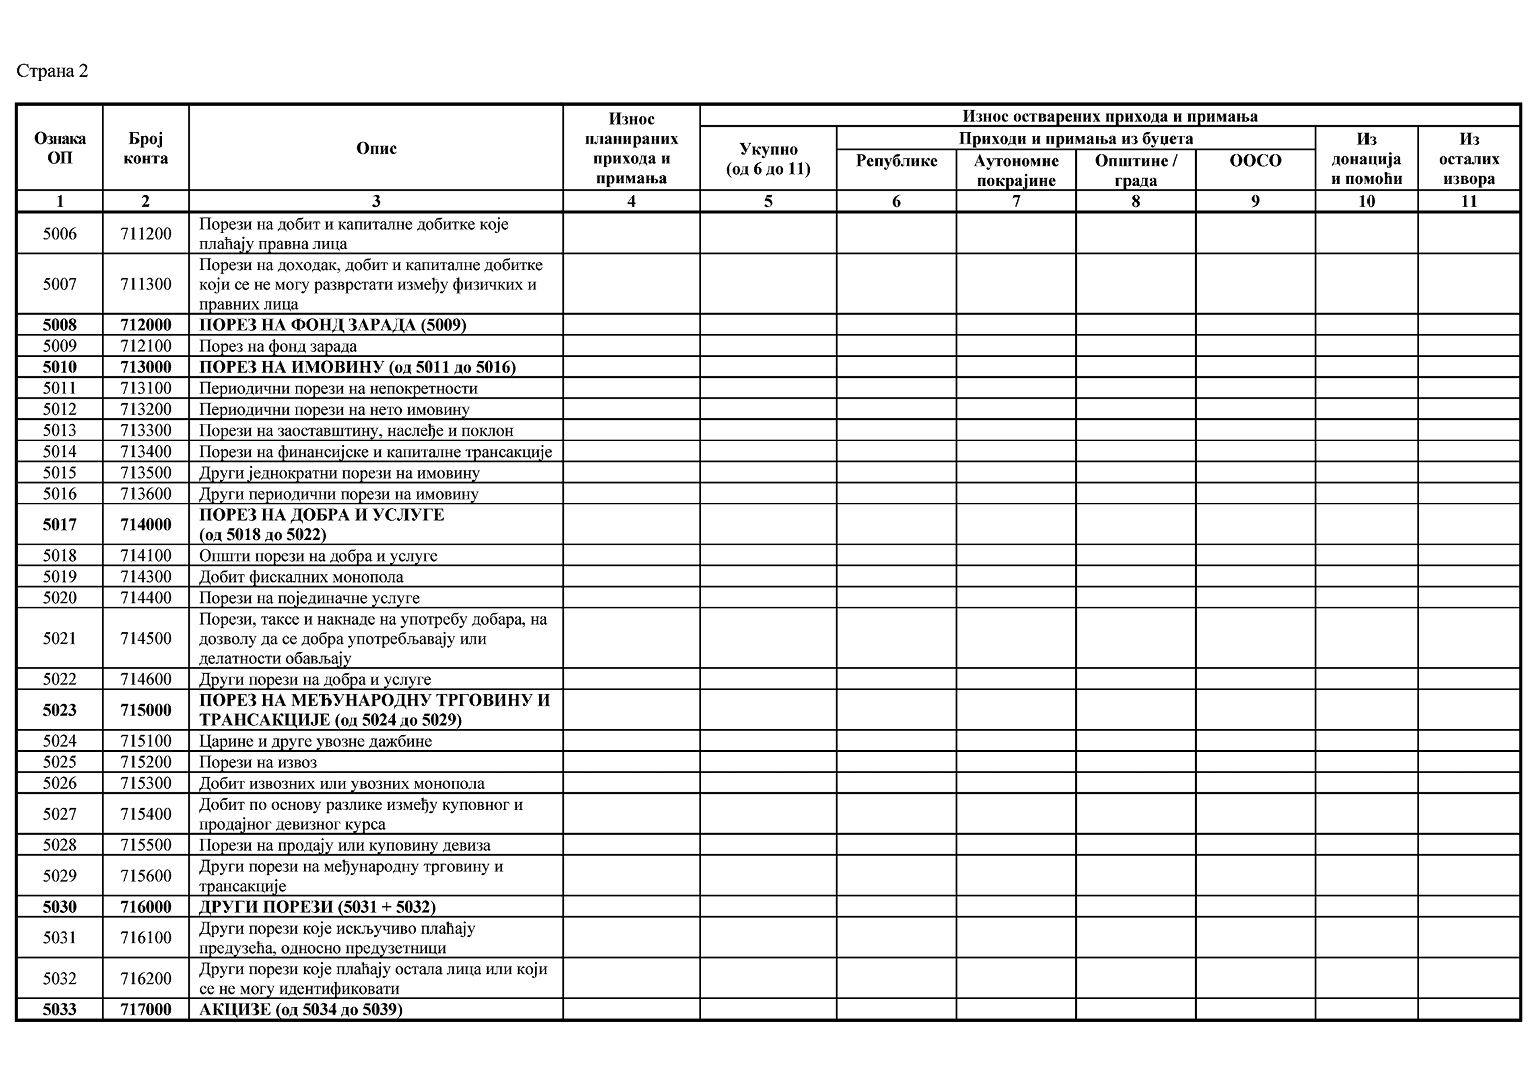 Страна 2
Ознака ОП
Број конта
Опис
Износ планираних прихода и примања
Износ остварених прихода и примања
Укупно (од 6 до 11)
Приходи и примања из буџета
Из донација и помоћи
Из осталих извора
Републике
Аутономне покрајине
Општине / града
ООСО
1 2 3 4 5 6 7 8 9 10 11
5006 711200 Порези на добит и капиталне добитке које
плаћају правна лица
5007 711300 Порези на доходак, добит и капиталне добитке
који се не могу разврстати између физичких и
правних лица
5008 712000 ПОРЕЗ НА ФОНД ЗАРАДА (5009)
5009 712100 Порез на фонд зарада
5010 713000 ПОРЕЗ НА ИМОВИНУ (од 5011 до 5016)
5011 713100 Периодични порези на непокретности
5012 713200 Периодични порези на нето имовину
5013 713300 Порези на заоставштину, наслеђе и поклон
5014 713400 Порези на финансијске и капиталне трансакције
5015 713500 Други једнократни порези на имовину
5016 713600 Други периодични порези на имовину
5017 714000 ПОРЕЗ НА ДОБРА И УСЛУГЕ
(од 5018 до 5022)
5018 714100 Општи порези на добра и услуге
5019 714300 Добит фискалних монопола
5020 714400 Порези на појединачне услуге
5021 714500 Порези, таксе и накнаде на употребу добара, на
дозволу да се добра употребљавају или
делатности обављају
5022 714600 Други порези на добра и услуге
5023 715000 ПОРЕЗ НА МЕЂУНАРОДНУ ТРГОВИНУ И
ТРАНСАКЦИЈЕ (од 5024 до 5029)
5024 715100 Царине и друге увозне дажбине
5025 715200 Порези на извоз
5026 715300 Добит извозних или увозних монопола
5027 715400 Добит по основу разлике између куповног и
продајног девизног курса
5028 715500 Порези на продају или куповину девиза
5029 715600 Други порези на међународну трговину и
трансакције
5030 716000 ДРУГИ ПОРЕЗИ (5031 + 5032)
5031 716100 Други порези које искључиво плаћају
предузећа, односно предузетници
5032 716200 Други порези које плаћају остала лица или који
се не могу идентификовати
5033 717000 АКЦИЗЕ (од 5034 до 5039)